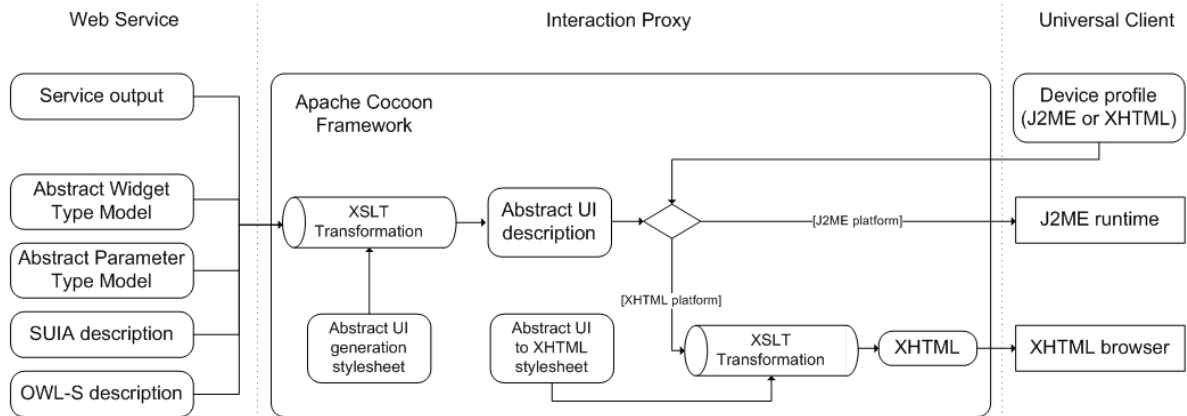 Web Service
Interaction Proxy
Universal Client
Service output
Abstract Widget
Type Model
Abstract Parameter
Type Model
SUIA description
OWL-S description
Apache Cocoon
Framework
XSLT
Transformation
Abstract UI
description
Abstract UI
generation
stylesheet
Abstract UI
to XHTML
stylesheet
[J2ME platform]
[XHTML platform]
XSLT
Transformation
XHTML
Device profile
(J2ME or XHTML)
J2ME runtime
XHTML browser